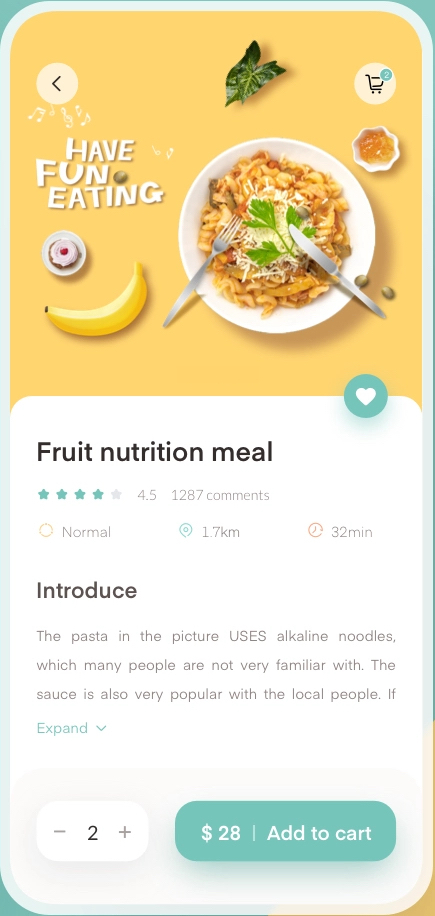 2
HAVE
FUN
EATING
Fruit nutrition meal
4.5 1287 comments
Normal 1.7km 32min
Introduce
The pasta in the picture USES alkaline noodles,
which many people are not very familiar with. The
sauce is also very popular with the local people. If
Expand
2 $ 28 | Add to cart